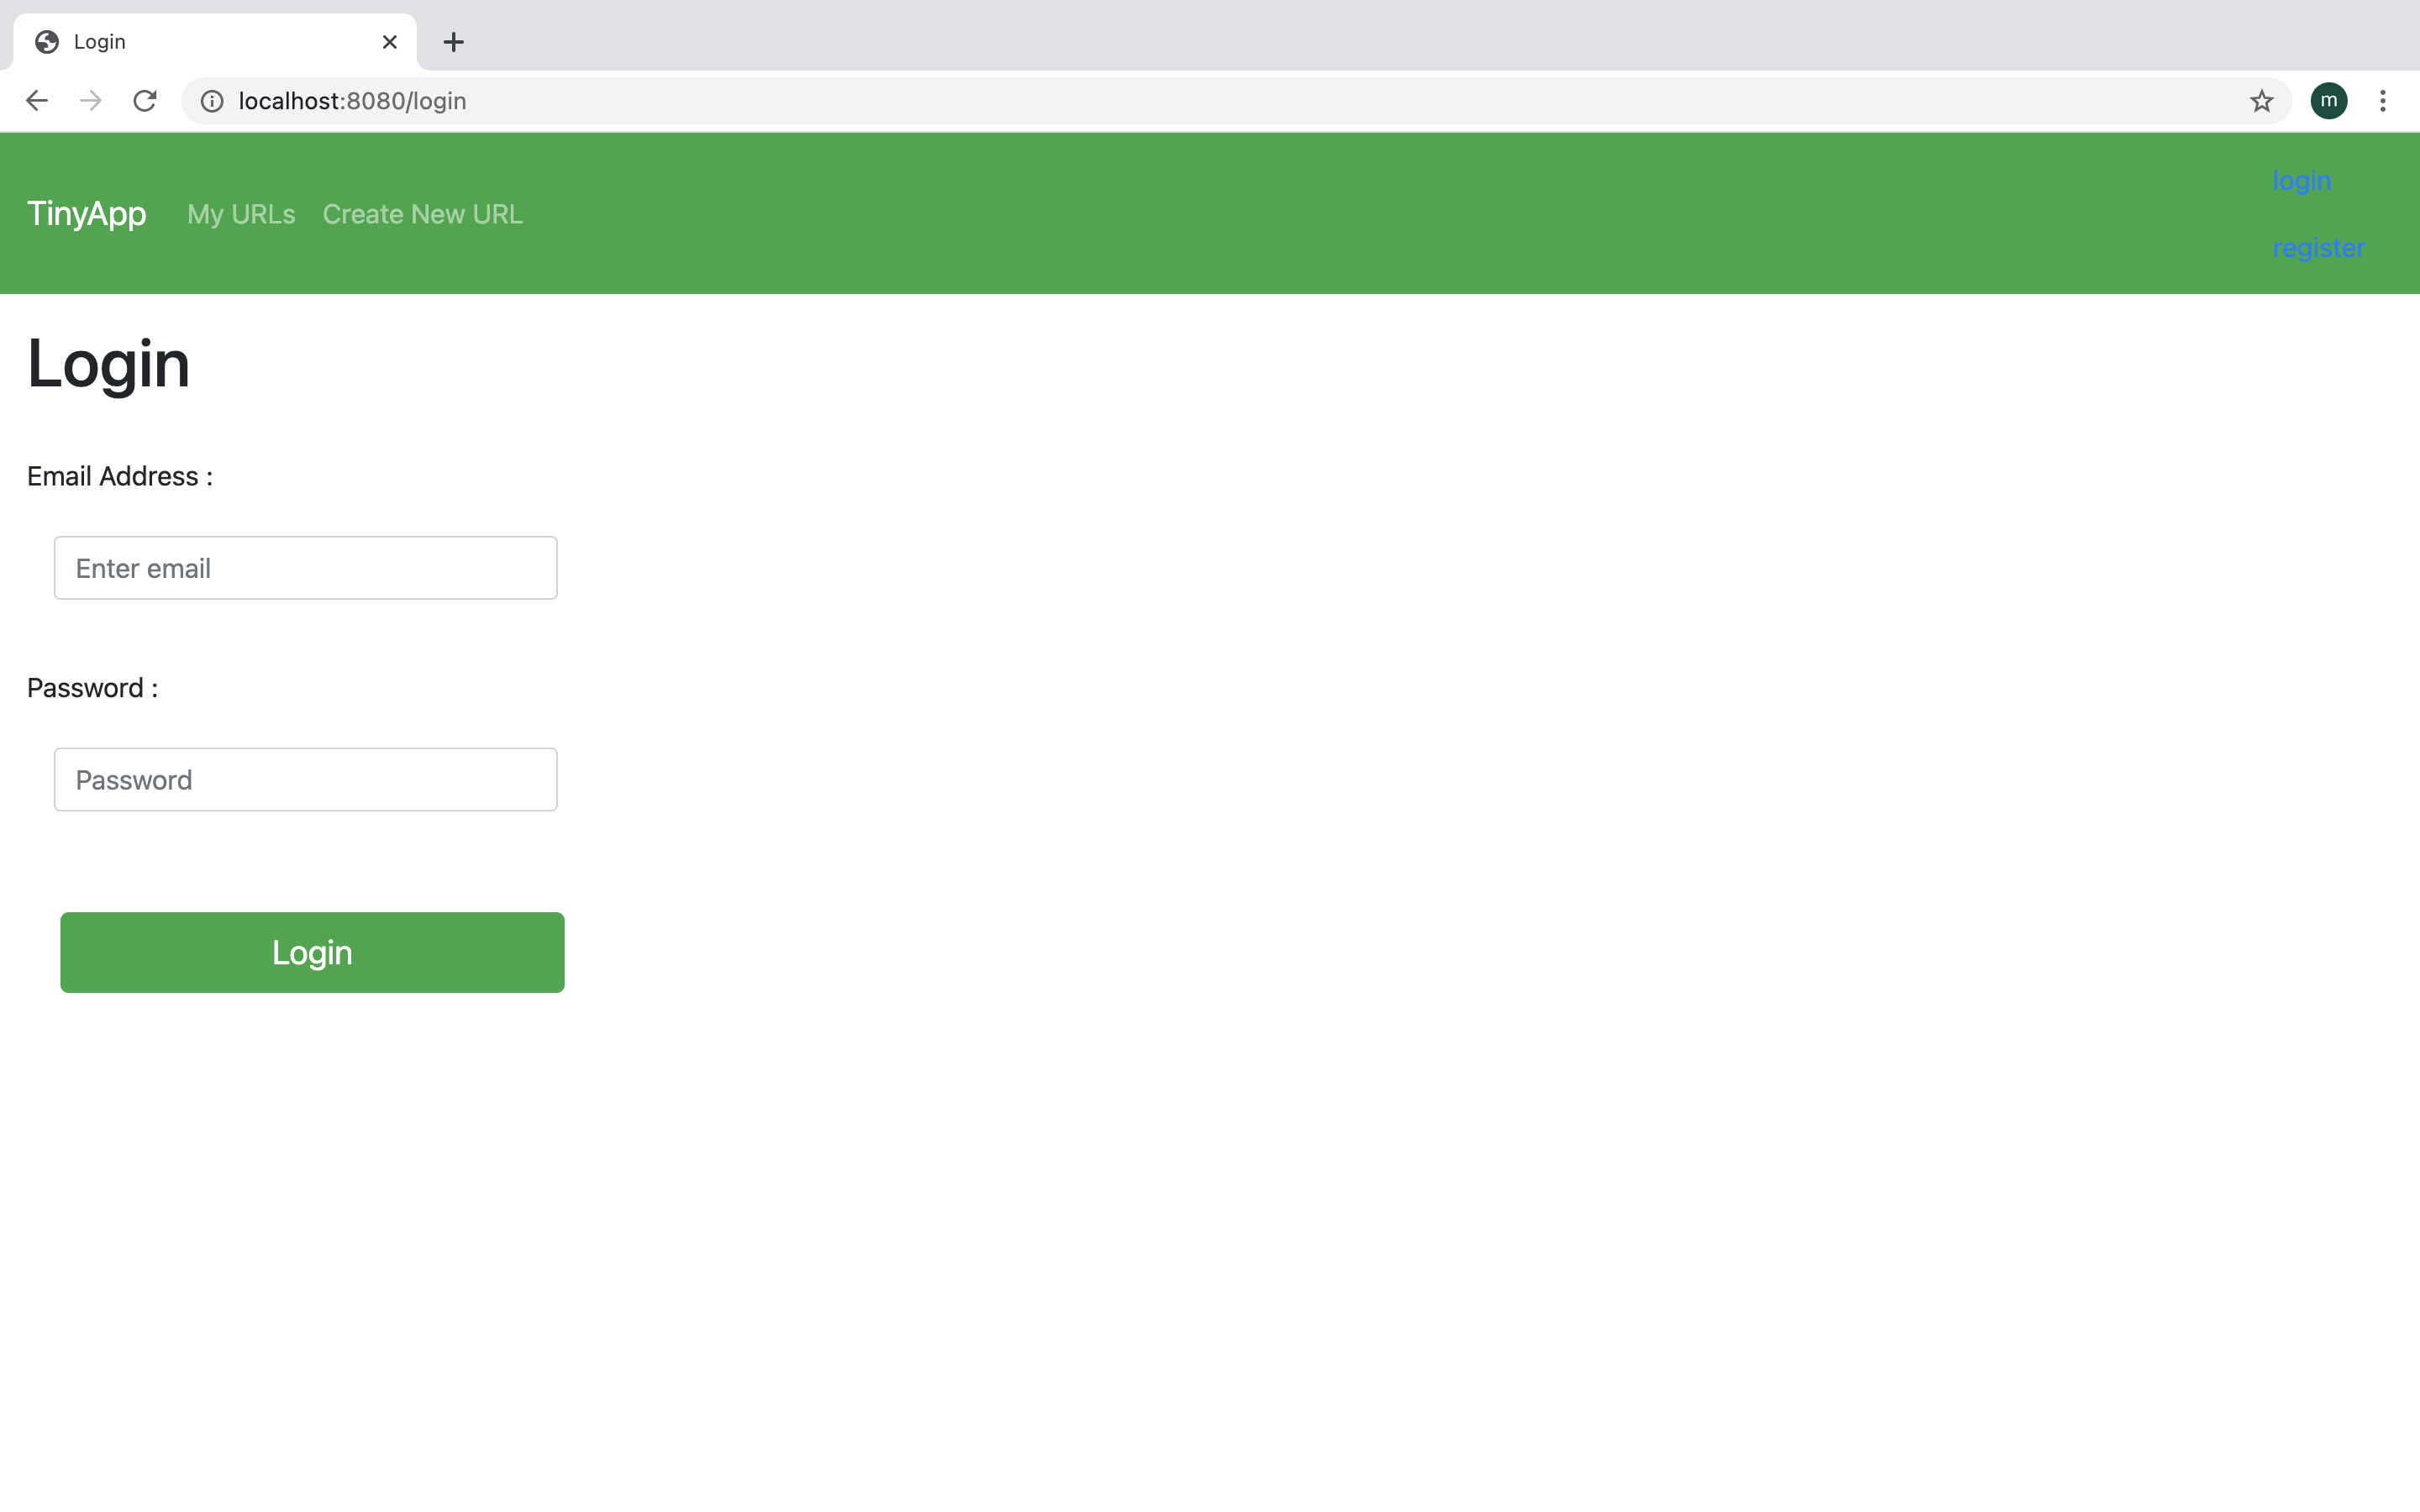 Login
localhost:8080/login
m
TinyApp My URLs Create New URL
login
register
Login
Email Address :
Enter email
Password :
Password
Login